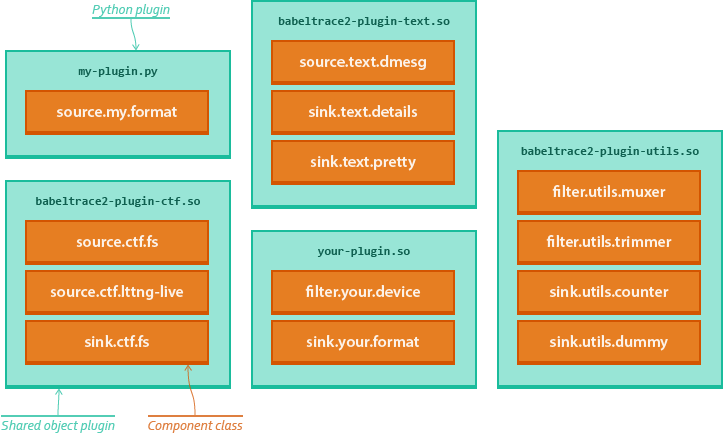 Python plugin
my-plugin.py
source.my.format
babeltrace2-plugin-ctf.so
source.ctf.fs
source.ctf.lttng-live
sink.ctf.fs
Shared object plugin
Component class
babeltrace2-plugin-text.so
source.text.dmesg
sink.text.details
sink.text.pretty
your-plugin.so
filter.your.device
sink.your.format
babeltrace2-plugin-utils.so
filter.utils.muxer
filter.utils.trimmer
sink.utils.counter
sink.utils.dummy